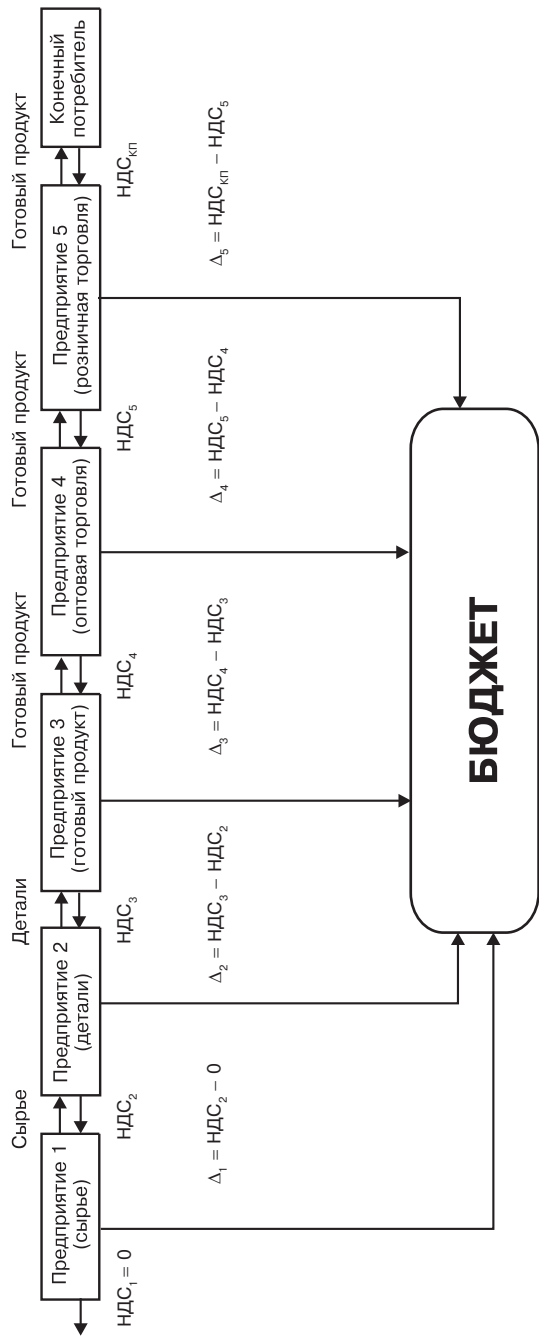 Сырье
Детали
Готовый продукт
Готовый продукт
Готовый продукт
Предприятие 1
(сырье)
Предприятие 2
(детали)
Предприятие 3
(готовый продукт)
Предприятие 4
(оптовая торговля)
Предприятие 5
(розничная торговля)
Конечный
потребитель
НДС₁ = 0
НДС₂
НДС₃
НДС₄
НДС₅
НДСкп
Δ₁ = НДС₂ – 0
Δ₂ = НДС₃ – НДС₂
Δ₃ = НДС₄ – НДС₃
Δ₄ = НДС₅ – НДС₄
Δ₅ = НДСкп – НДС₅
БЮДЖЕТ